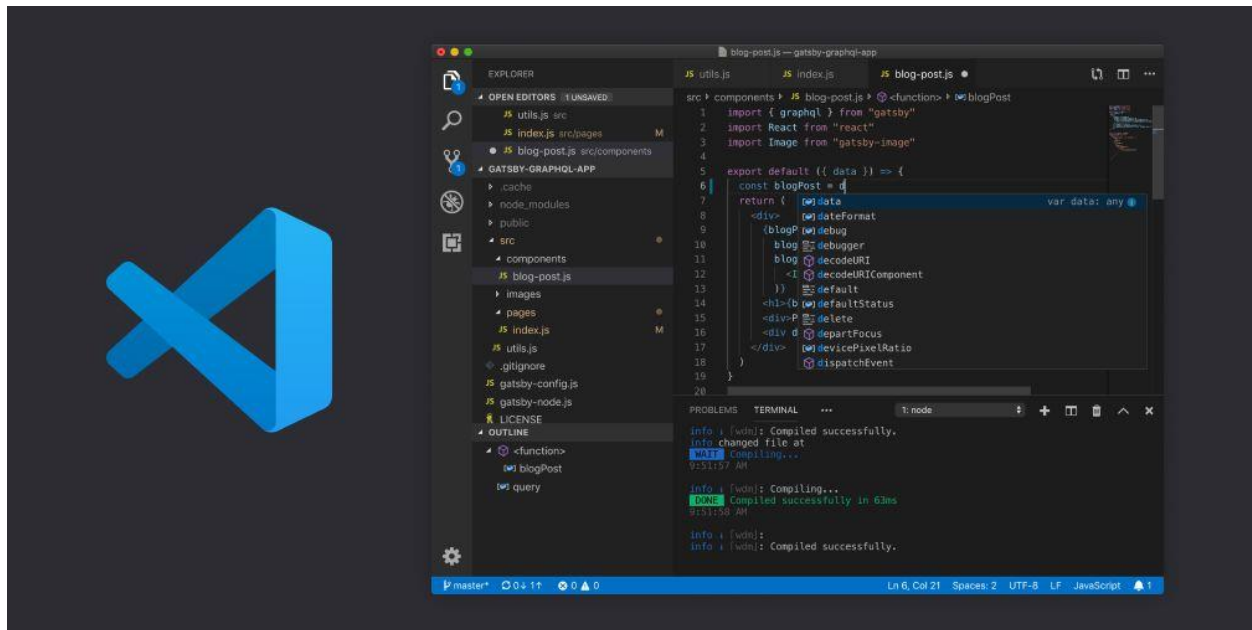 blog-post.js — gatsby-graphql-app
EXPLORER
OPEN EDITORS 1 UNSAVED
JS utils.js src
JS index.js src/pages M
JS blog-post.js src/components
GATSBY-GRAPHQL-APP
.cache
node_modules
public
src
components
JS blog-post.js
images
pages
JS index.js M
JS utils.js
.gitignore
JS gatsby-config.js
JS gatsby-node.js
LICENSE
OUTLINE
<function>
blogPost
query
1
1
JS utils.js JS index.js JS blog-post.js
src components JS blog-post.js <function> blogPost
1 import { graphql } from "gatsby"
2 import React from "react"
3 import Image from "gatsby-image"
4
5 export default ({ data }) => {
6 const blogPost = d
7 return (
8 <div>
9 {blogP
10 blog
11 blog
12 <I
13 )}
14 <h1>{b
15 <div>P
16 <div d
17 </div>
18 )
19 }
20
data var data: any
dateFormat
debug
debugger
decodeURI
decodeURIComponent
default
defaultStatus
delete
departFocus
devicePixelRatio
dispatchEvent
PROBLEMS TERMINAL ••• 1: node
info ｢wdm｣: Compiled successfully.
info changed file at
WAIT Compiling...
9:51:57 AM
info ｢wdm｣: Compiling...
DONE Compiled successfully in 63ms
9:51:58 AM
info ｢wdm｣:
info ｢wdm｣: Compiled successfully.
master* 0↓ 1↑ 0 0 Ln 6, Col 21 Spaces: 2 UTF-8 LF JavaScript 1